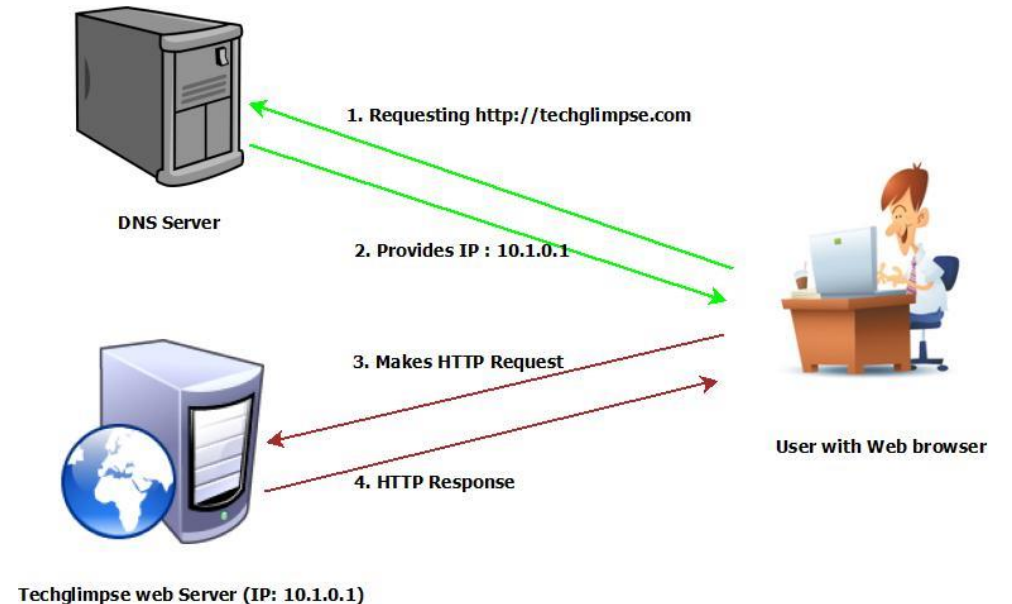 1. Requesting http://techglimpse.com
DNS Server
2. Provides IP : 10.1.0.1
3. Makes HTTP Request
User with Web browser
4. HTTP Response
Techglimpse web Server (IP: 10.1.0.1)